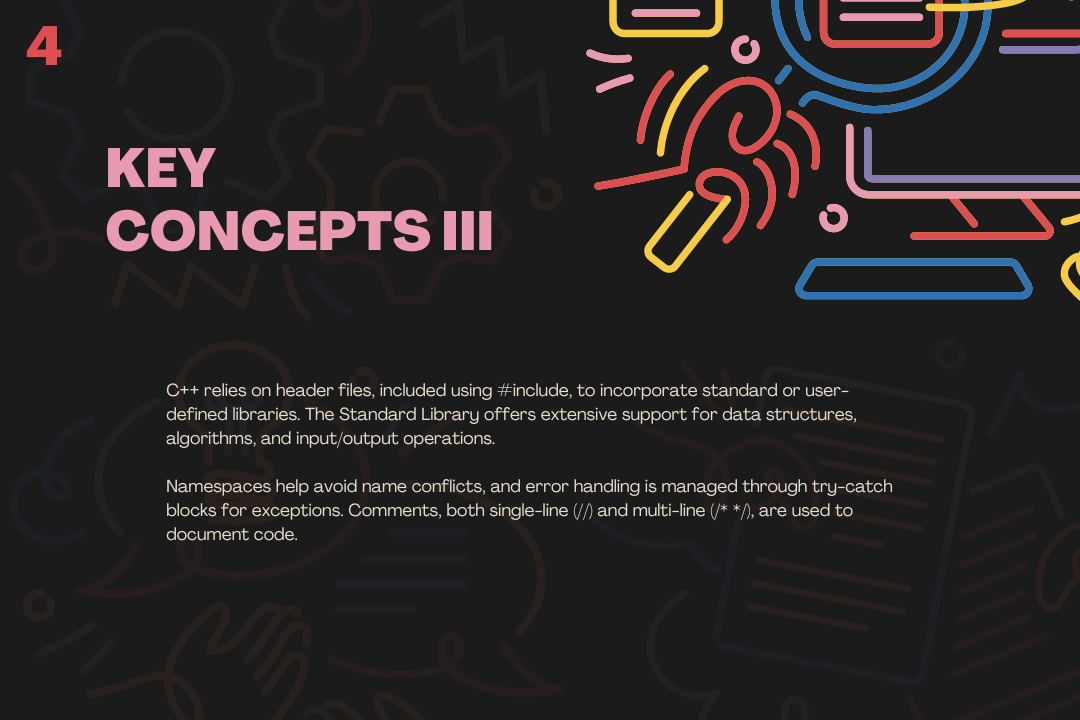 4
KEY
CONCEPTS III
C++ relies on header files, included using #include, to incorporate standard or user-
defined libraries. The Standard Library offers extensive support for data structures,
algorithms, and input/output operations.
Namespaces help avoid name conflicts, and error handling is managed through try-catch
blocks for exceptions. Comments, both single-line (//) and multi-line (/* */), are used to
document code.